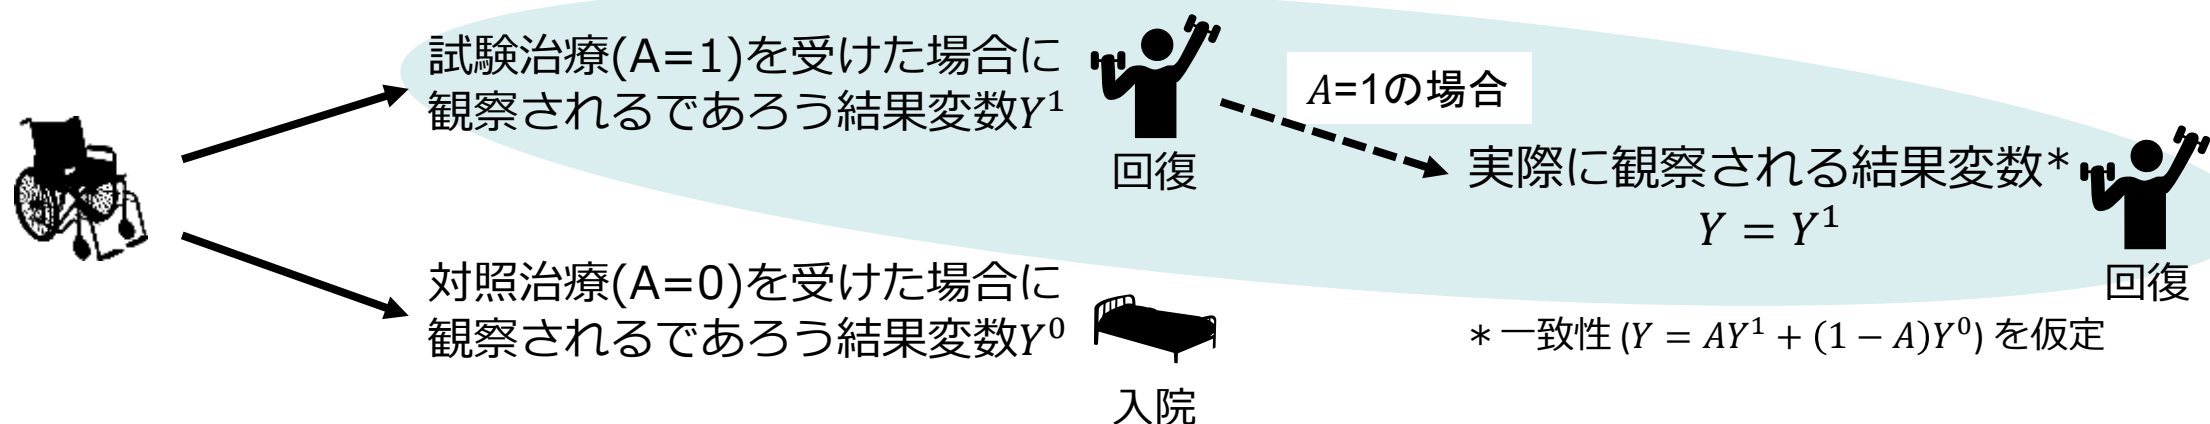 試験治療(A=1)を受けた場合に
観察されるであろう結果変数Y¹
回復
A=1の場合
実際に観察される結果変数*
Y = Y¹
回復
対照治療(A=0)を受けた場合に
観察されるであろう結果変数Y⁰
入院
* 一致性 (Y = AY¹ + (1 − A)Y⁰) を仮定